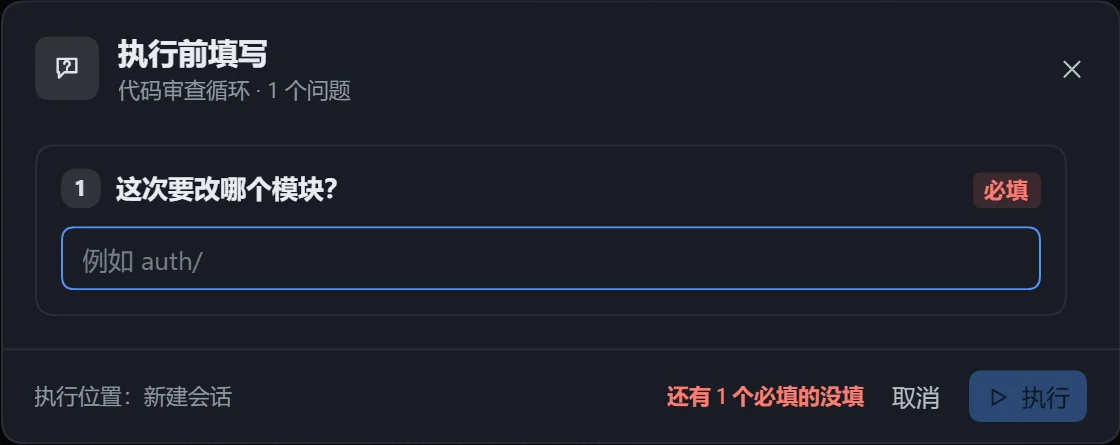 执行前填写
代码审查循环 · 1 个问题
1 这次要改哪个模块? 必填
例如 auth/
执行位置：新建会话 还有 1 个必填的没填 取消 执行